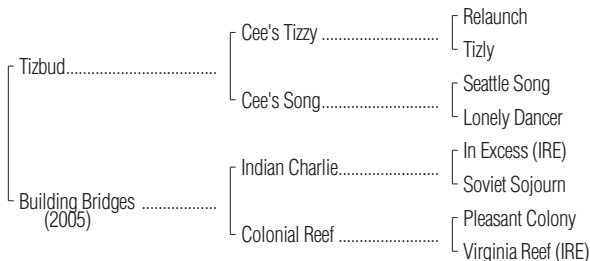 Relaunch
Cee's Tizzy ........................
Tizly
Tizbud................................
Seattle Song
Cee's Song........................
Lonely Dancer
In Excess (IRE)
Indian Charlie.....................
Soviet Sojourn
Building Bridges ................
(2005)
Pleasant Colony
Colonial Reef .....................
Virginia Reef (IRE)